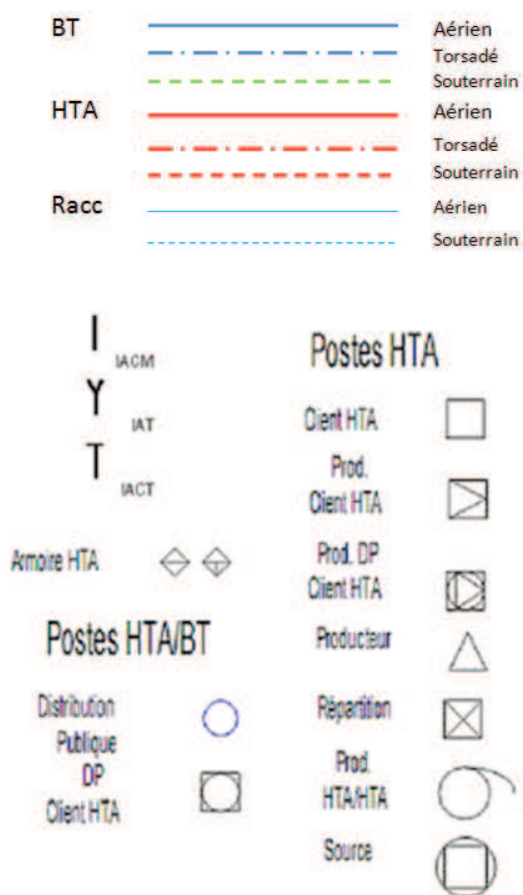 BT
Aérien
Torsadé
Souterrain
HTA
Aérien
Torsadé
Souterrain
Racc
Aérien
Souterrain
I
IACM
Y
IAT
T
IACT
Armoire HTA
Postes HTA/BT
Distribution
Publique
DP
Client HTA
Postes HTA
Client HTA
Prod.
Client HTA
Prod. DP
Client HTA
Producteur
Répartition
Prod.
HTA/HTA
Source